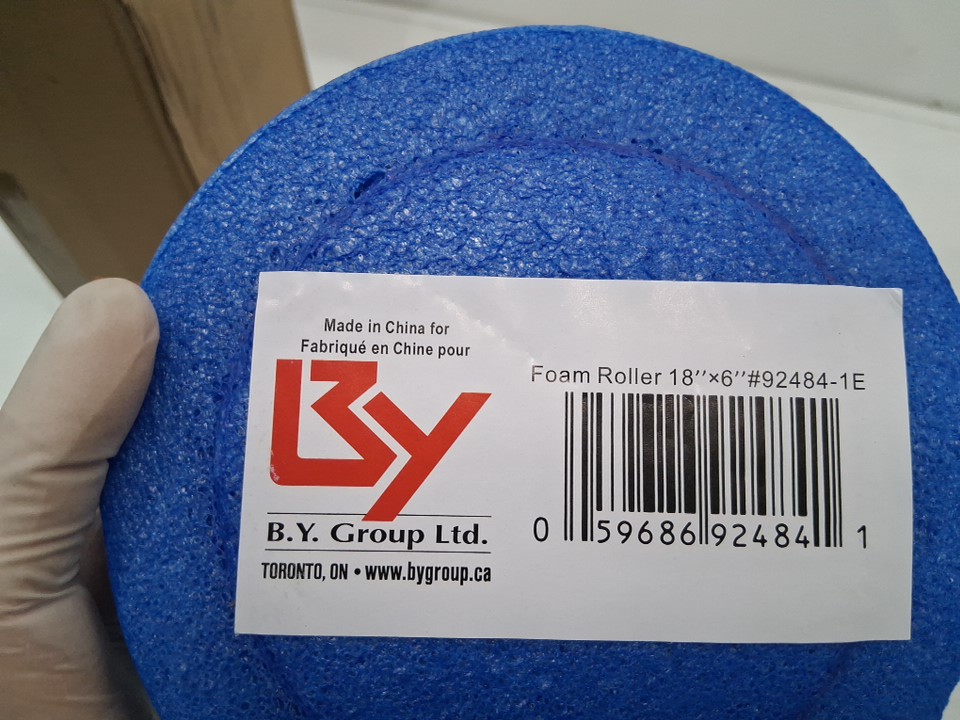 Made in China for
Fabriqué en Chine pour
BY
B.Y. Group Ltd.
TORONTO, ON • www.bygroup.ca
Foam Roller 18′′×6′′#92484-1E
0 59686 92484 1